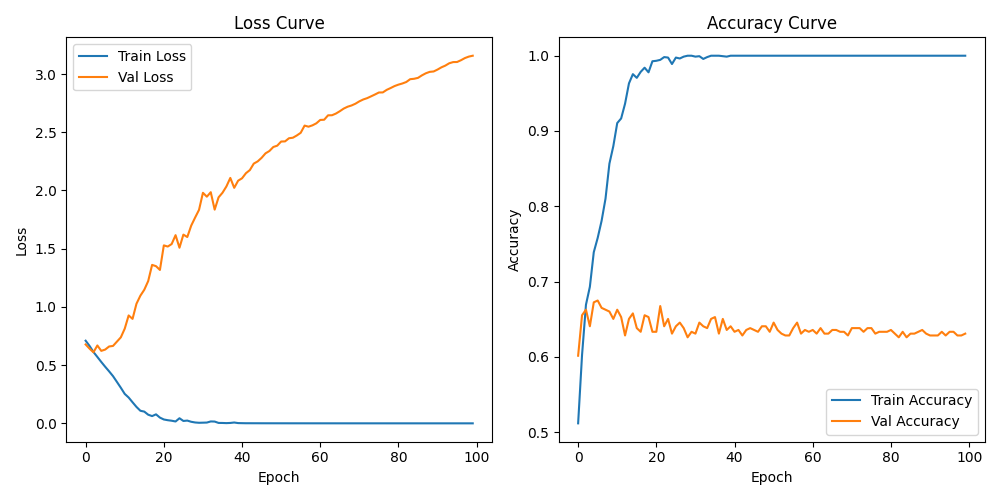 Loss Curve
Train Loss
Val Loss
3.0
2.5
2.0
1.5
1.0
0.5
0.0
Loss
0 20 40 60 80 100
Epoch
Accuracy Curve
1.0
0.9
0.8
0.7
0.6
0.5
Accuracy
Train Accuracy
Val Accuracy
0 20 40 60 80 100
Epoch